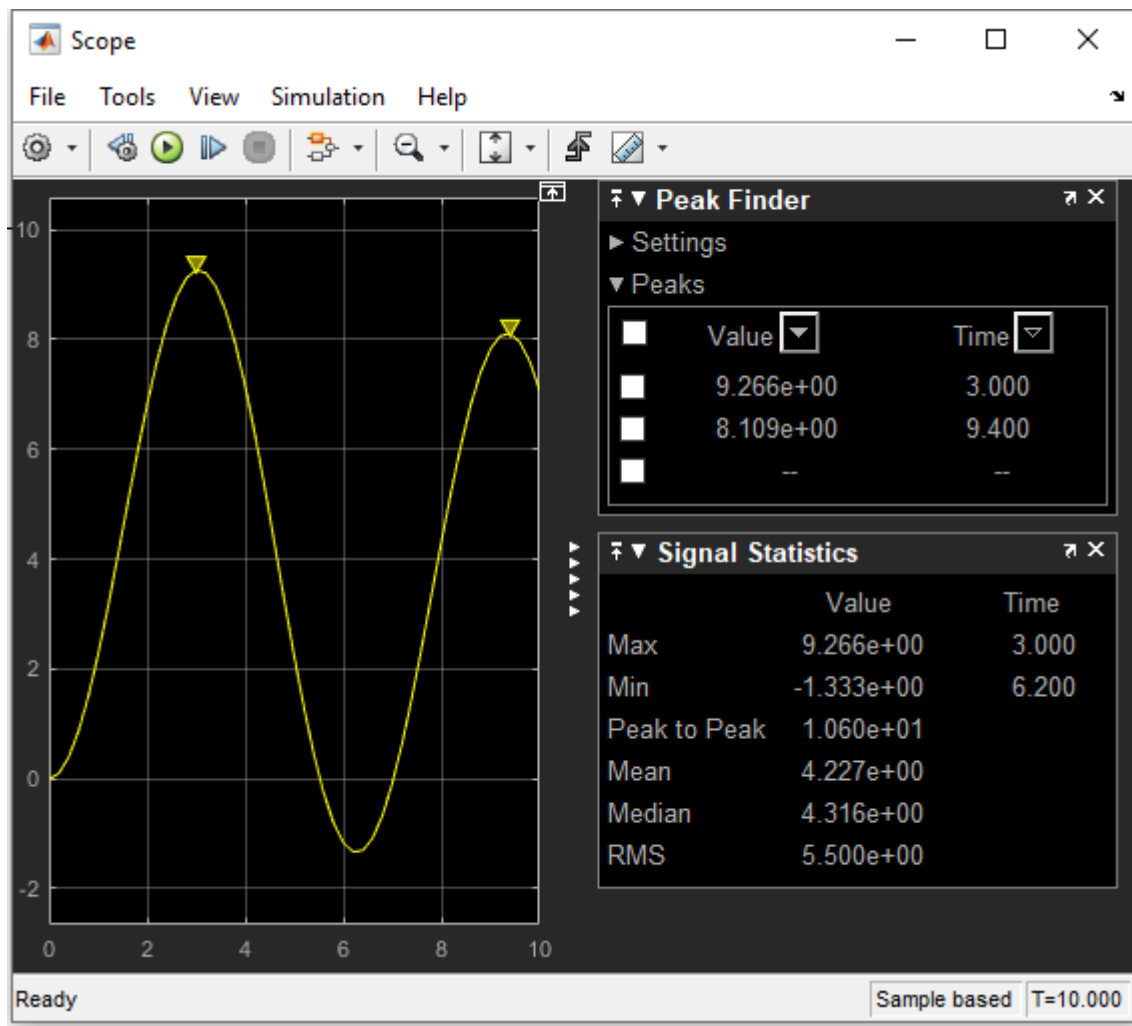 Scope
File Tools View Simulation Help
10
8
6
4
2
0
-2
0 2 4 6 8 10
Peak Finder
Settings
Peaks
Value Time
9.266e+00 3.000
8.109e+00 9.400
-- --
Signal Statistics
Value Time
Max 9.266e+00 3.000
Min -1.333e+00 6.200
Peak to Peak 1.060e+01
Mean 4.227e+00
Median 4.316e+00
RMS 5.500e+00
Ready Sample based T=10.000